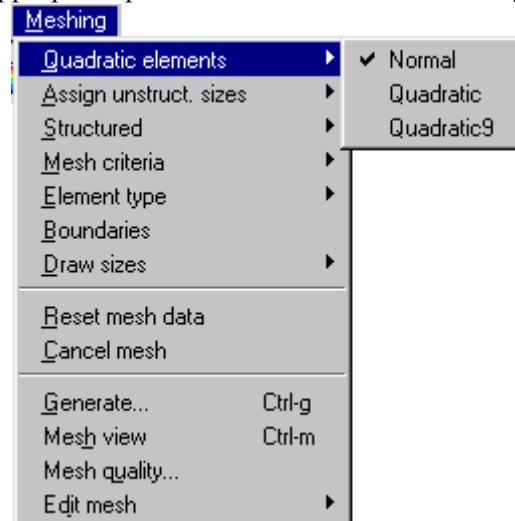 Meshing
Quadratic elements
Normal
Quadratic
Quadratic9
Assign unstruct. sizes
Structured
Mesh criteria
Element type
Boundaries
Draw sizes
Reset mesh data
Cancel mesh
Generate... Ctrl-g
Mesh view Ctrl-m
Mesh quality...
Edit mesh